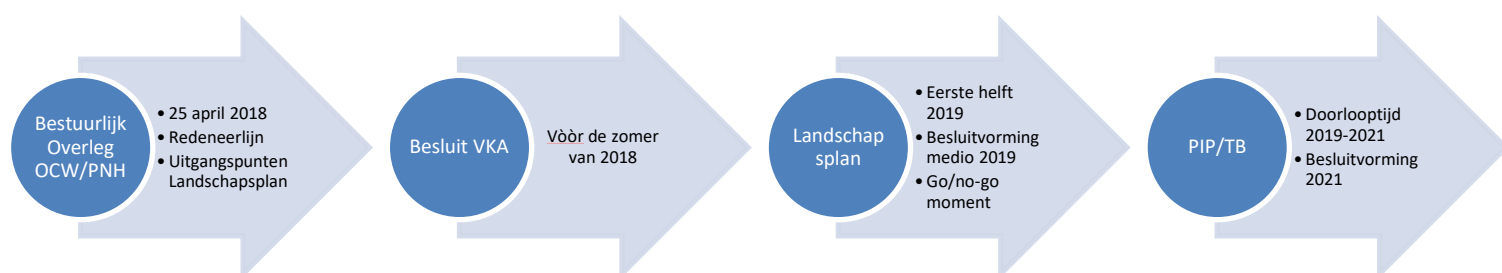 Bestuurlijk
Overleg
OCW/PNH
• 25 april 2018
• Redeneerlijn
• Uitgangspunten
Landschapsplan
Besluit VKA
Vòòr de zomer
van 2018
Landschap
splan
• Eerste helft
2019
• Besluitvorming
medio 2019
• Go/no-go
moment
PIP/TB
• Doorlooptijd
2019-2021
• Besluitvorming
2021